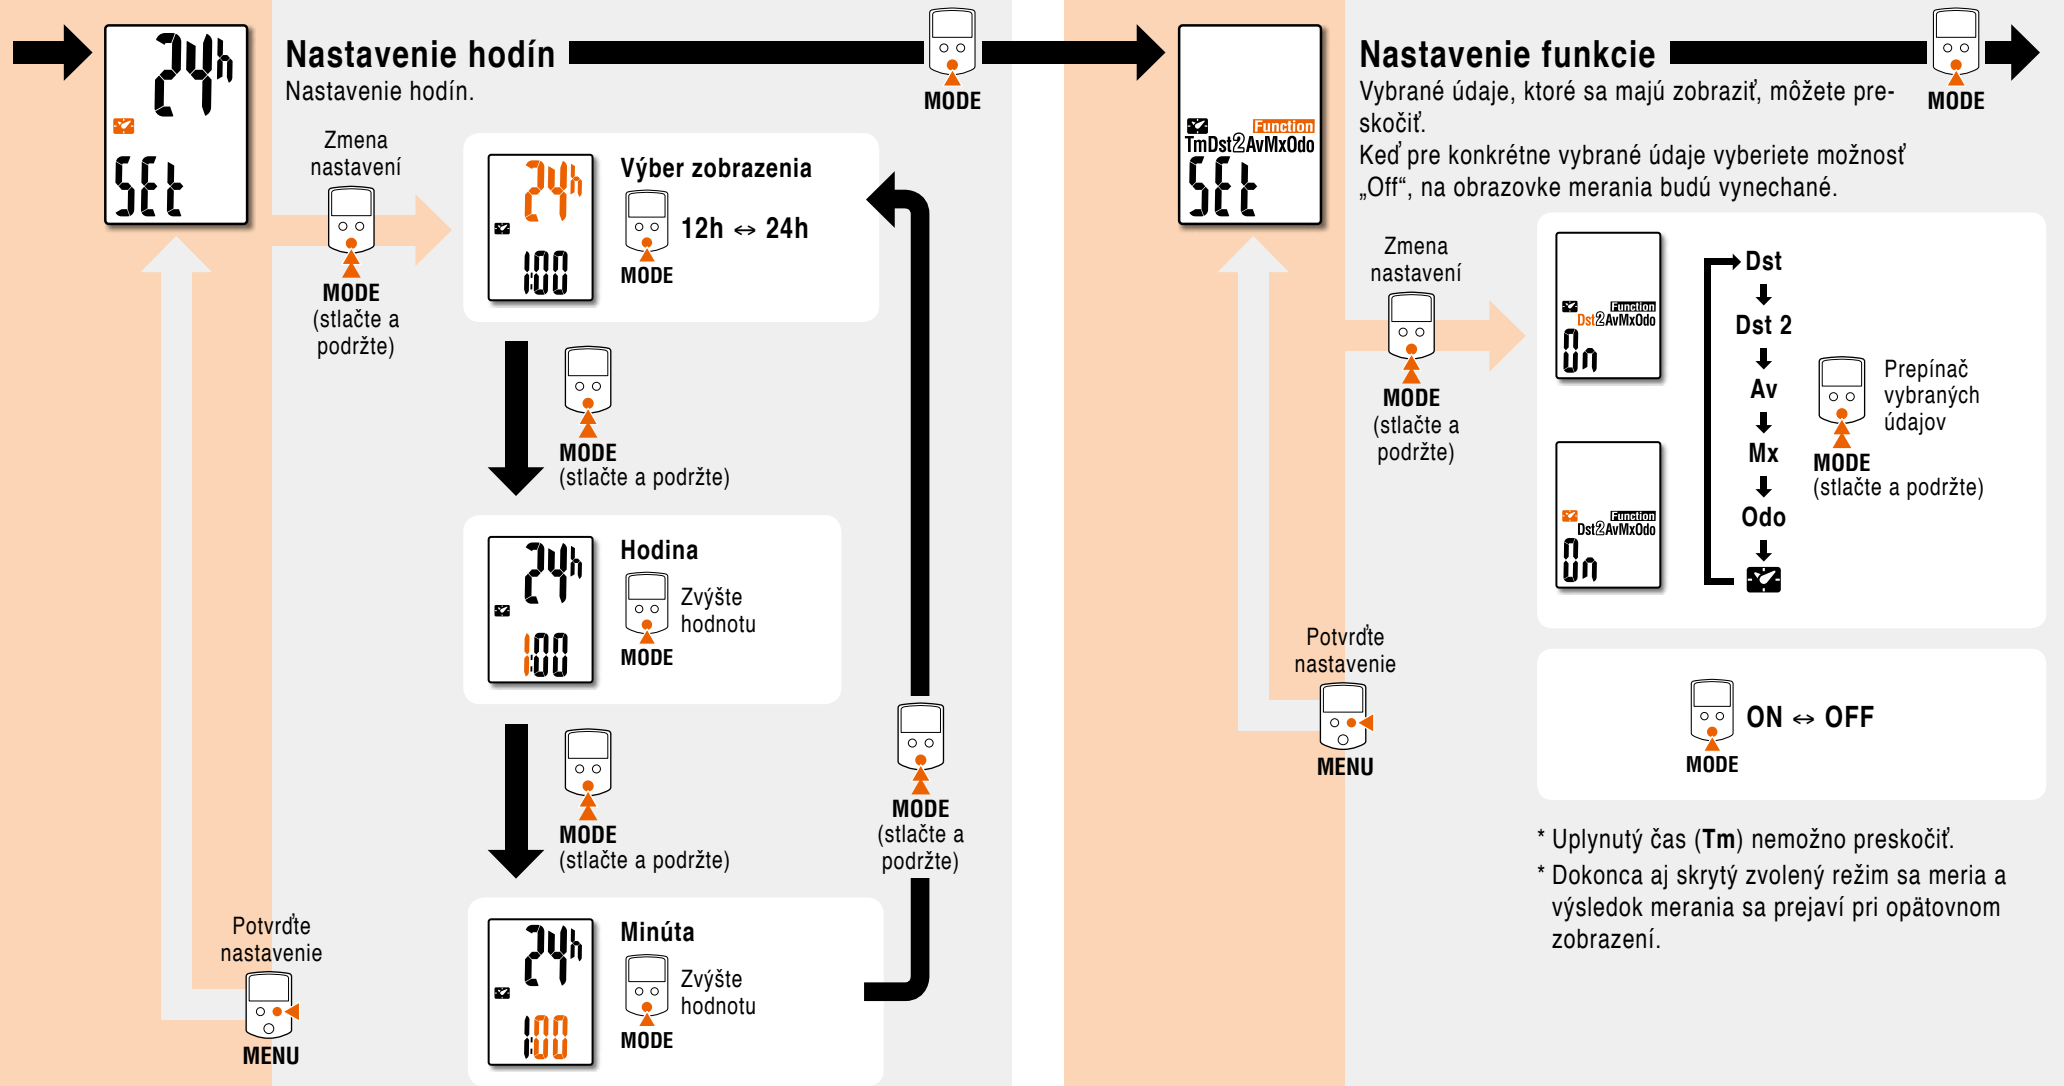 24h
SEt
Nastavenie hodín
Nastavenie hodín.
MODE
Zmena
nastavení
MODE
(stlačte a
podržte)
24h
1:00
Výber zobrazenia
12h ↔ 24h
MODE
MODE
(stlačte a podržte)
24h
1:00
Hodina
Zvýšte
hodnotu
MODE
MODE
(stlačte a podržte)
MODE
(stlačte a
podržte)
24h
1:00
Minúta
Zvýšte
hodnotu
MODE
Potvrďte
nastavenie
MENU
Function
TmDst2AvMxOdo
SEt
Nastavenie funkcie
MODE
Vybrané údaje, ktoré sa majú zobraziť, môžete pre-
skočiť.
Keď pre konkrétne vybrané údaje vyberiete možnosť
„Off“, na obrazovke merania budú vynechané.
Zmena
nastavení
MODE
(stlačte a
podržte)
Function
Dst2AvMxOdo
On
Function
Dst2AvMxOdo
On
Dst
Dst 2
Av
Mx
Odo
Prepínač
vybraných
údajov
MODE
(stlačte a podržte)
Potvrďte
nastavenie
MENU
ON ↔ OFF
MODE
* Uplynutý čas (Tm) nemožno preskočiť.
* Dokonca aj skrytý zvolený režim sa meria a
výsledok merania sa prejaví pri opätovnom
zobrazení.